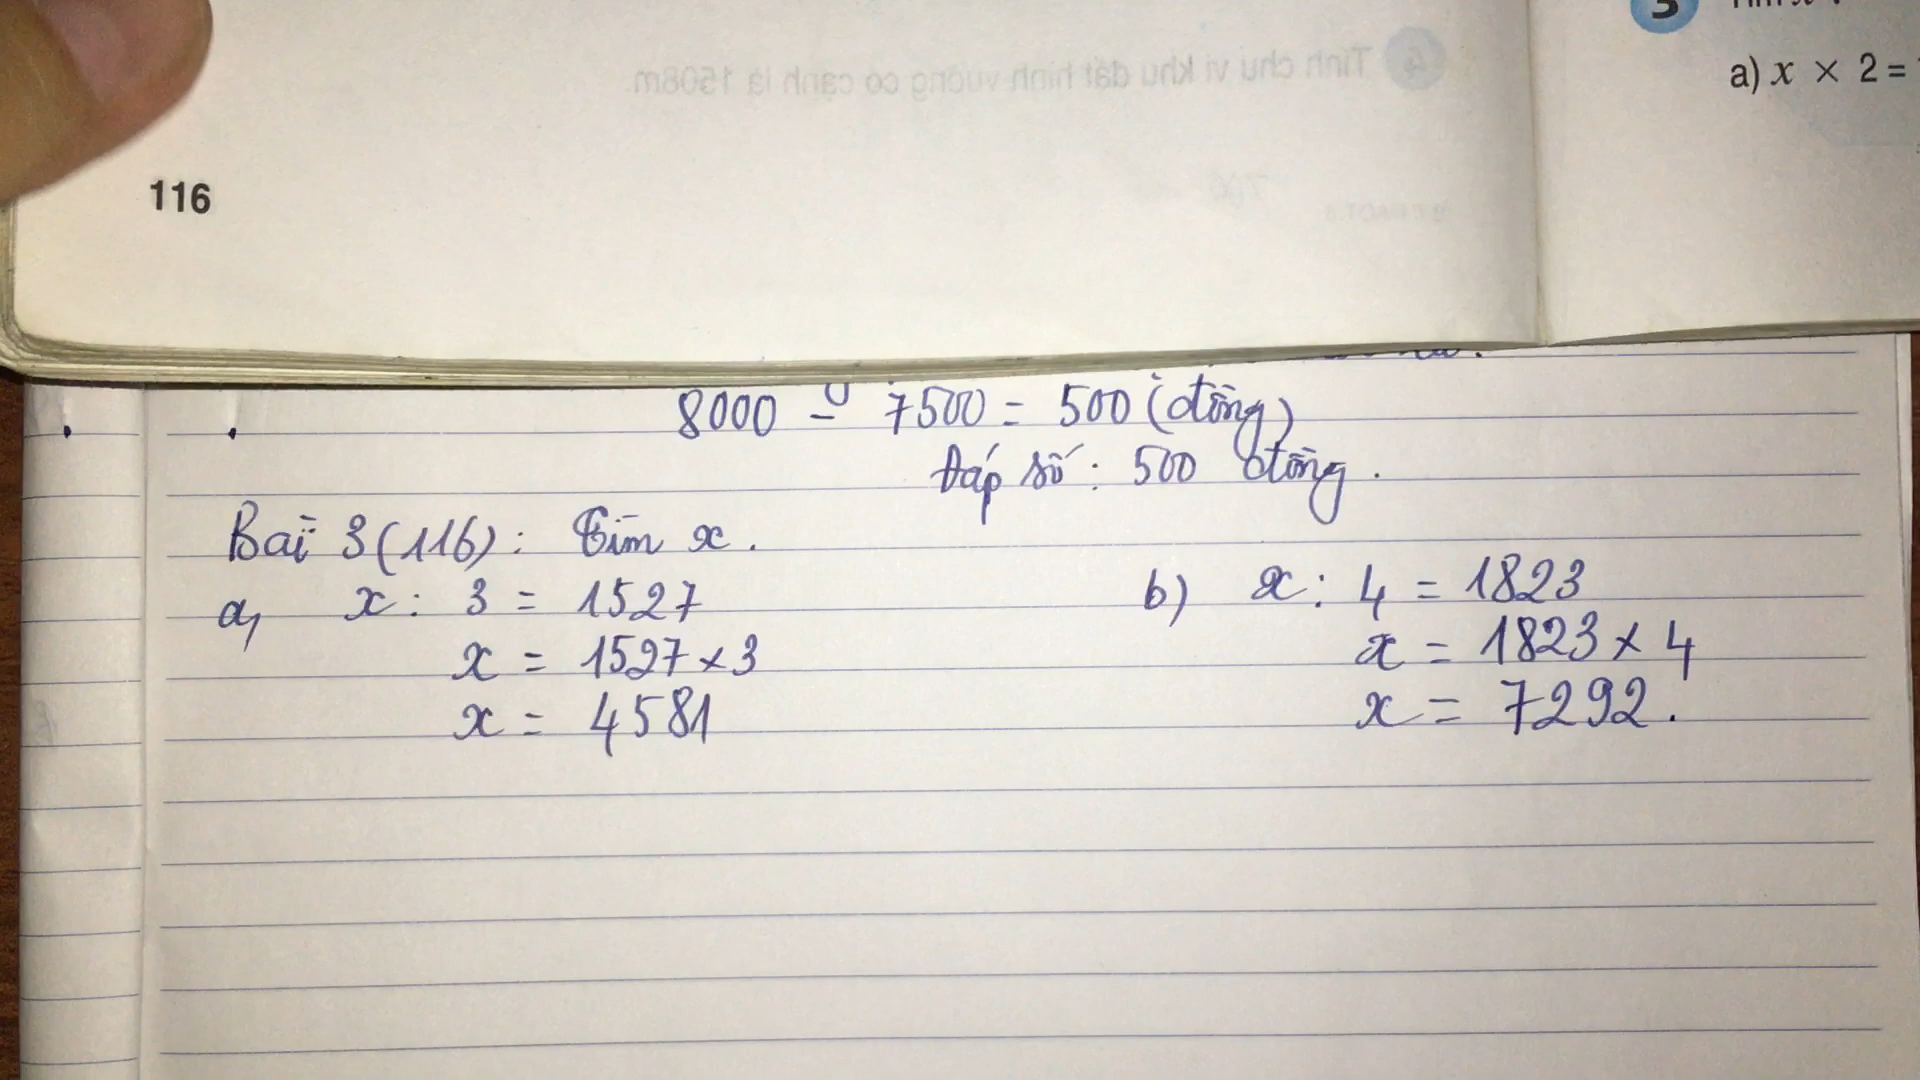 a) x × 2 =
116
8000 - 7500 = 500 (đồng)
Đáp số: 500 đồng.
Bài 3 (116): Tìm x.
a, x : 3 = 1527
x = 1527 × 3
x = 4581
b) x : 4 = 1823
x = 1823 × 4
x = 7292.